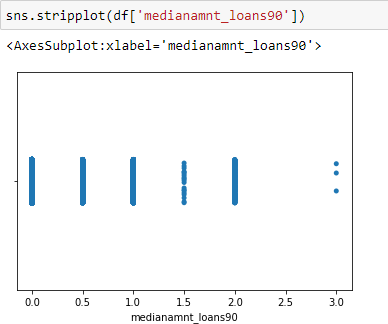 sns.stripplot(df['medianamnt_loans90'])
<AxesSubplot:xlabel='medianamnt_loans90'>
0.0 0.5 1.0 1.5 2.0 2.5 3.0
medianamnt_loans90